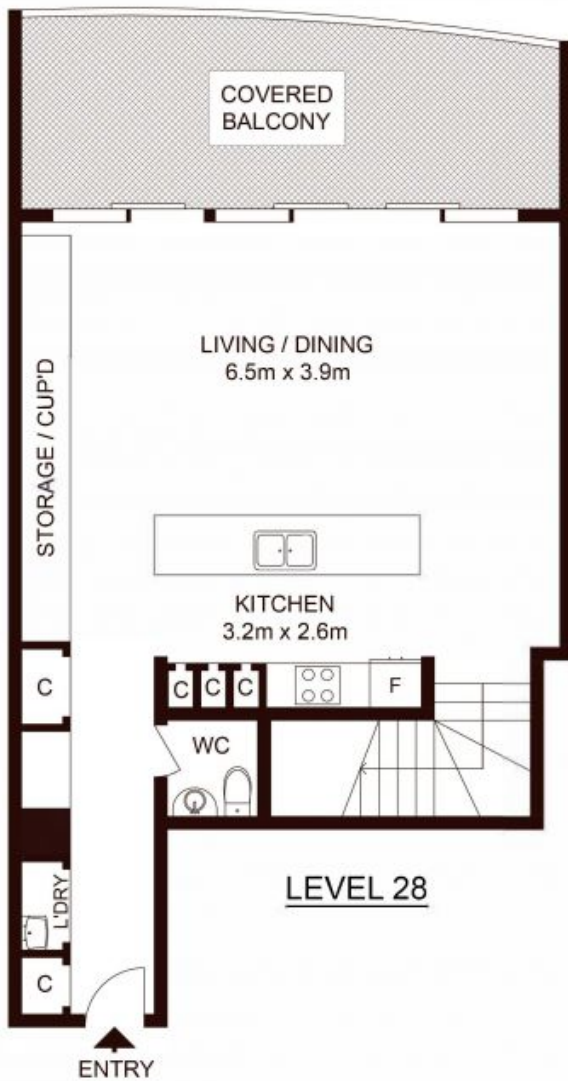 COVERED
BALCONY
LIVING / DINING
6.5m x 3.9m
STORAGE / CUP'D
KITCHEN
3.2m x 2.6m
C
C
C
C
F
WC
L'DRY
LEVEL 28
C
ENTRY